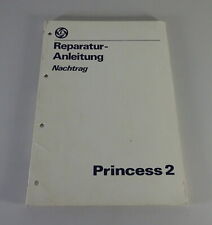 Reparatur-
Anleitung
Nachtrag
Princess 2